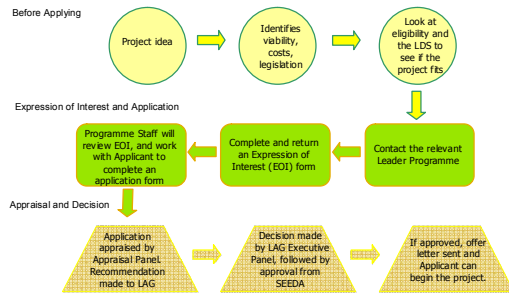 Before Applying
Project idea
Identifies
viability,
costs,
legislation
Look at
eligibility and
the LDS to
see if the
project fits
Expression of Interest and Application
Programme Staff will
review EOI, and work
with Applicant to
complete an
application form
Complete and return
an Expression of
Interest (EOI) form
Contact the relevant
Leader Programme
Appraisal and Decision
Application
appraised by
Appraisal Panel.
Recommendation
made to LAG
Decision made
by LAG Executive
Panel, followed by
approval from
SEEDA
If approved, offer
letter sent and
Applicant can
begin the project.